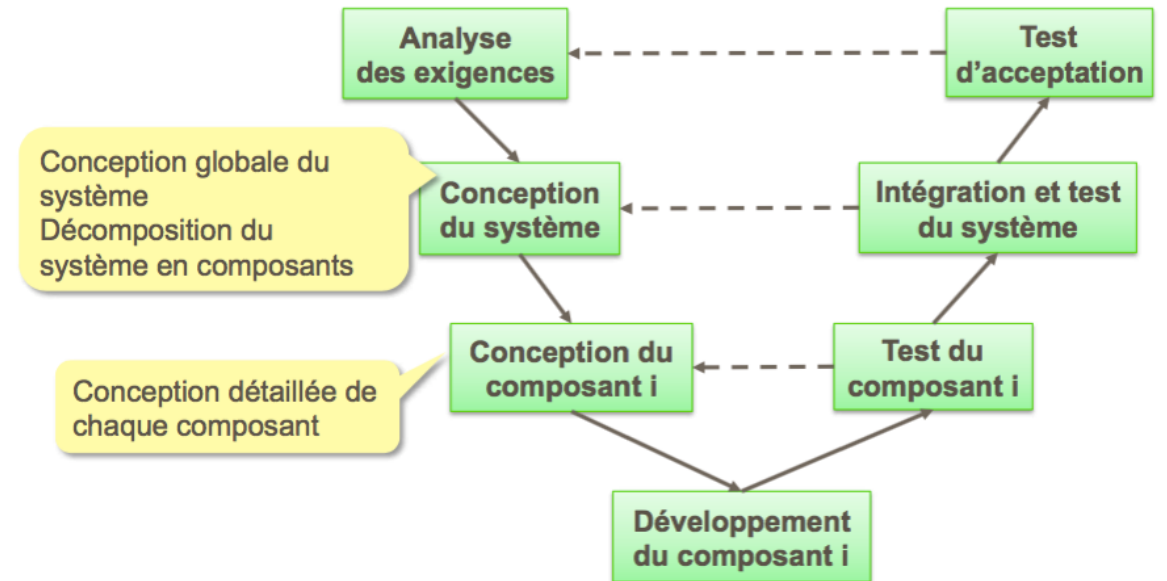 Analyse
des exigences
Test
d'acceptation
Conception globale du
système
Décomposition du
système en composants
Conception
du système
Intégration et test
du système
Conception du
composant i
Test du
composant i
Conception détaillée de
chaque composant
Développement
du composant i